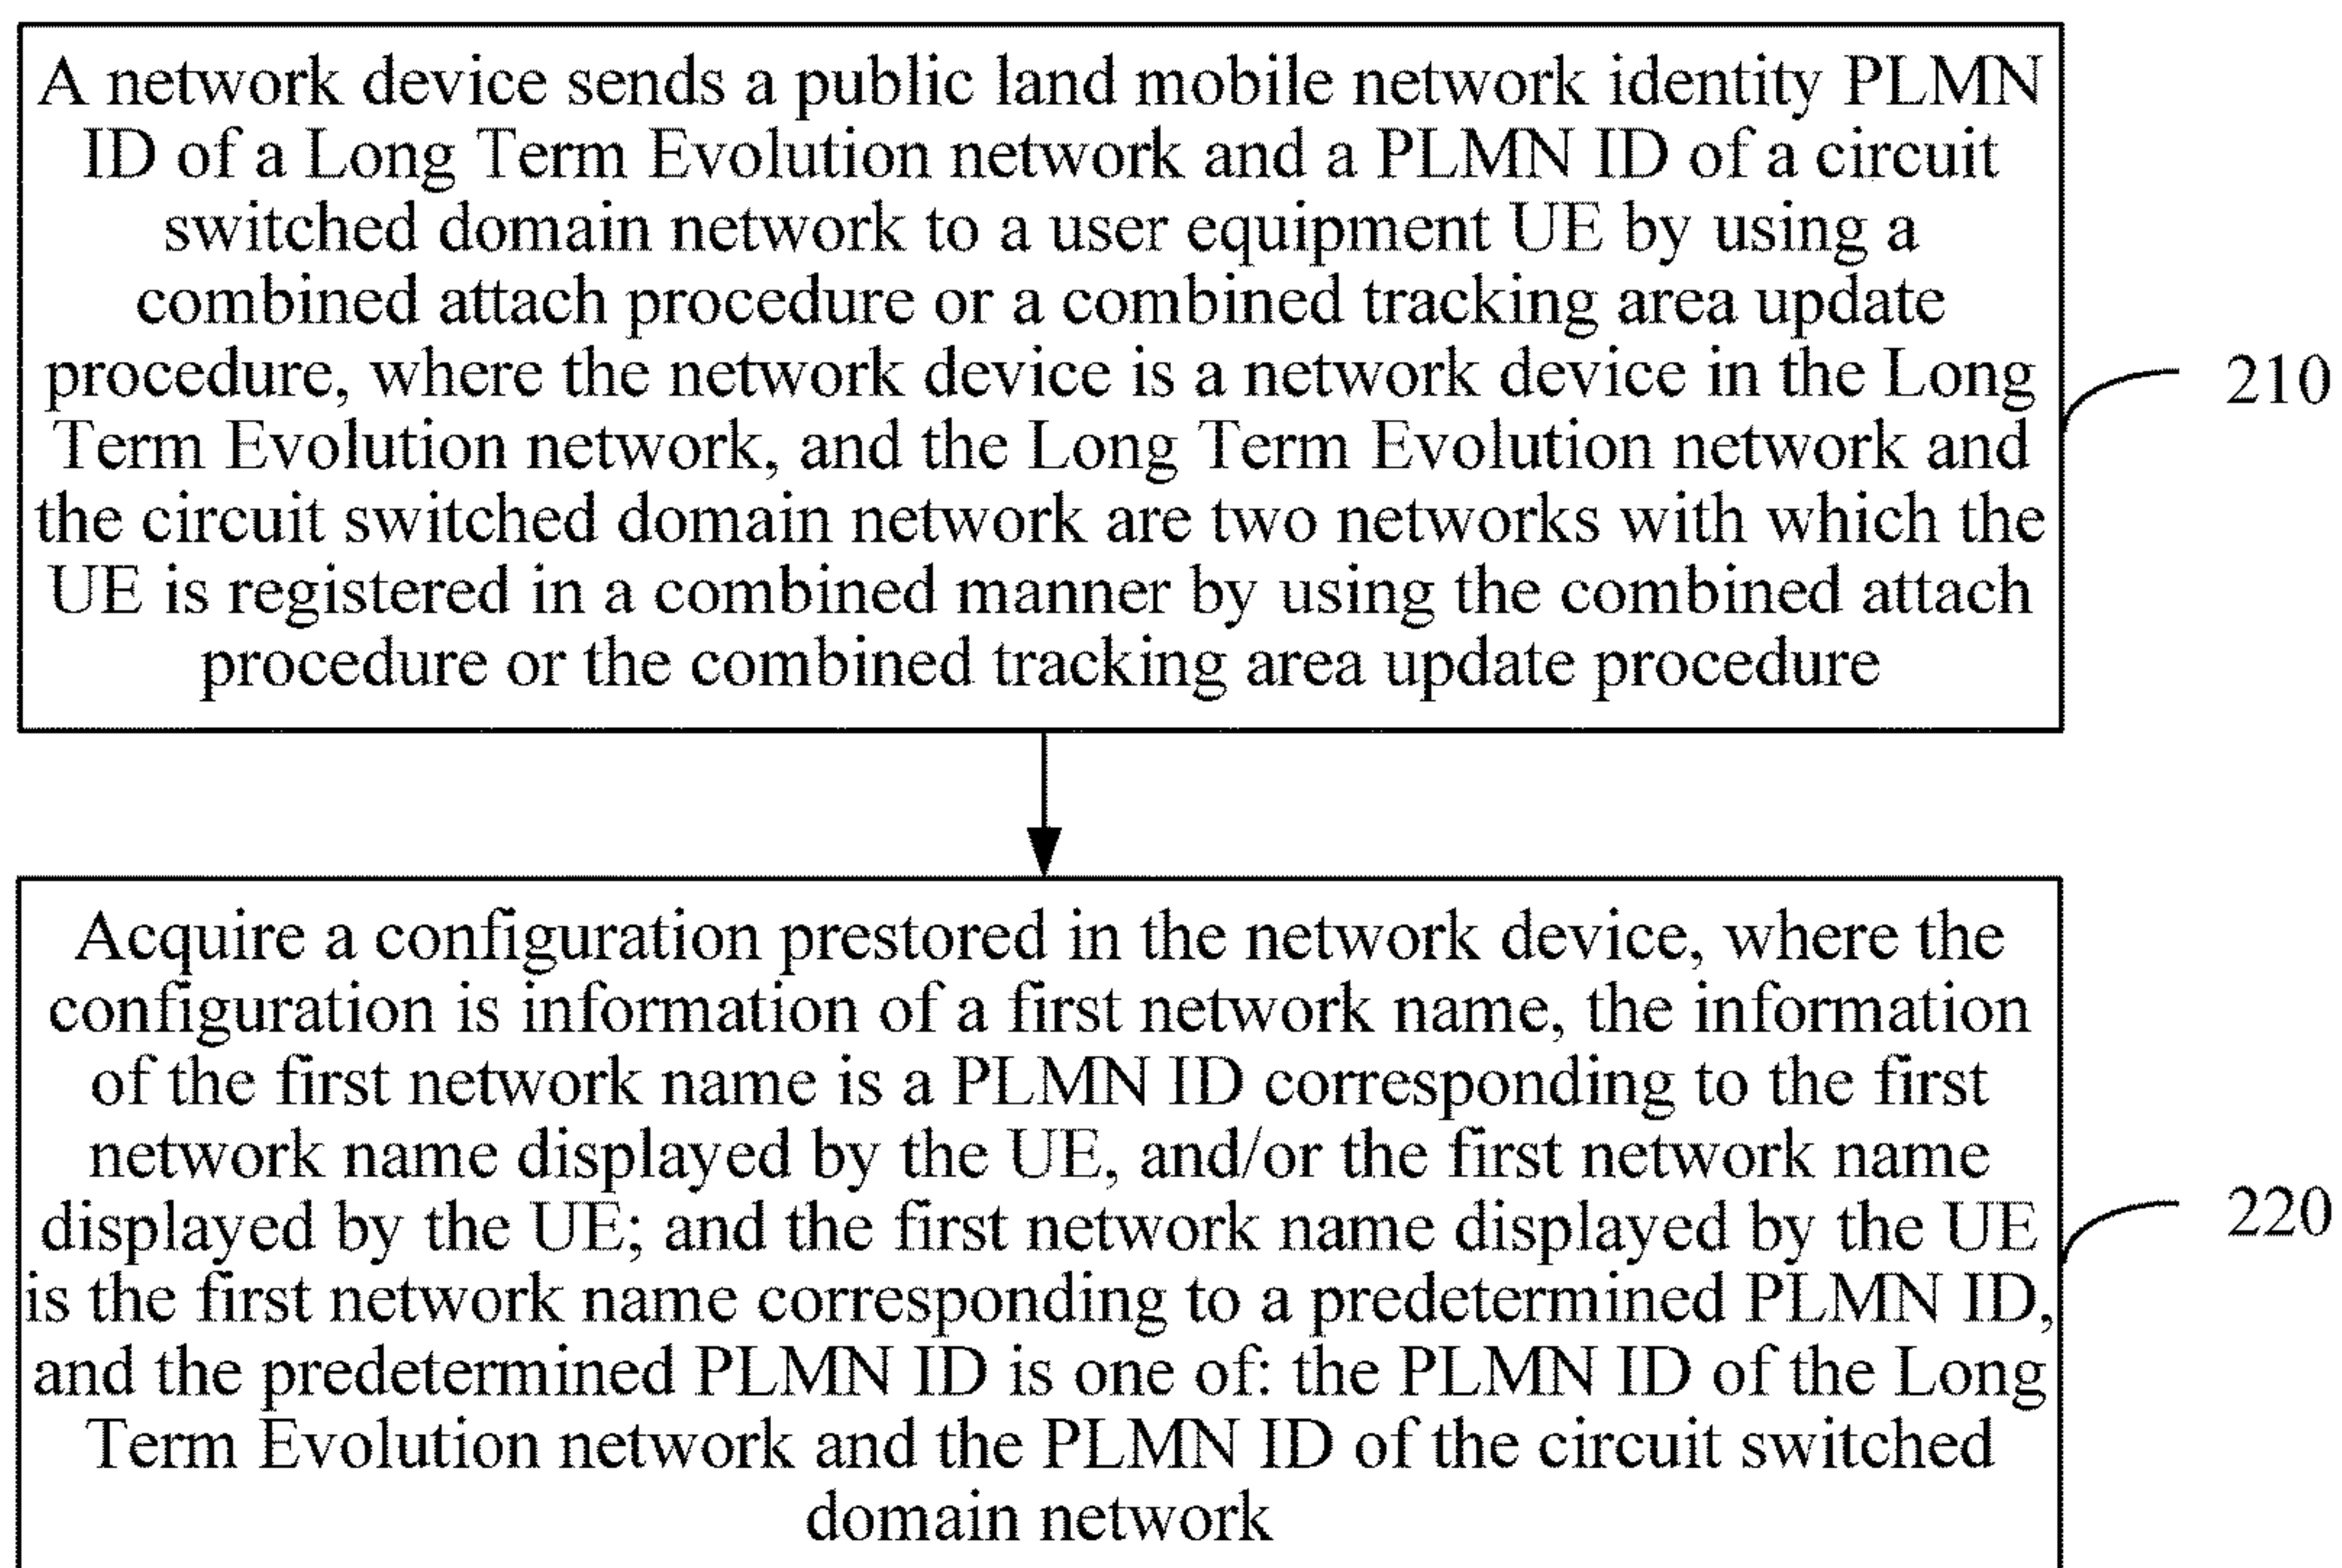 A network device sends a public land mobile network identity PLMN
ID of a Long Term Evolution network and a PLMN ID of a circuit
switched domain network to a user equipment UE by using a
combined attach procedure or a combined tracking area update
procedure, where the network device is a network device in the Long
Term Evolution network, and the Long Term Evolution network and
the circuit switched domain network are two networks with which the
UE is registered in a combined manner by using the combined attach
procedure or the combined tracking area update procedure
210
Acquire a configuration prestored in the network device, where the
configuration is information of a first network name, the information
of the first network name is a PLMN ID corresponding to the first
network name displayed by the UE, and/or the first network name
displayed by the UE; and the first network name displayed by the UE
is the first network name corresponding to a predetermined PLMN ID,
and the predetermined PLMN ID is one of: the PLMN ID of the Long
Term Evolution network and the PLMN ID of the circuit switched
domain network
220